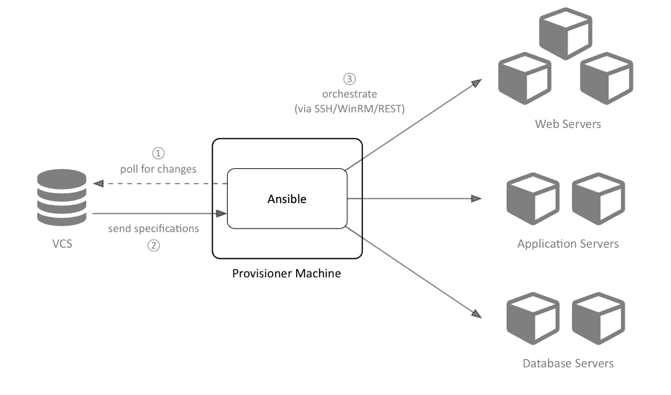 ③
orchestrate
(via SSH/WinRM/REST)
Web Servers
①
poll for changes
Ansible
VCS
send specifications
②
Application Servers
Provisioner Machine
Database Servers